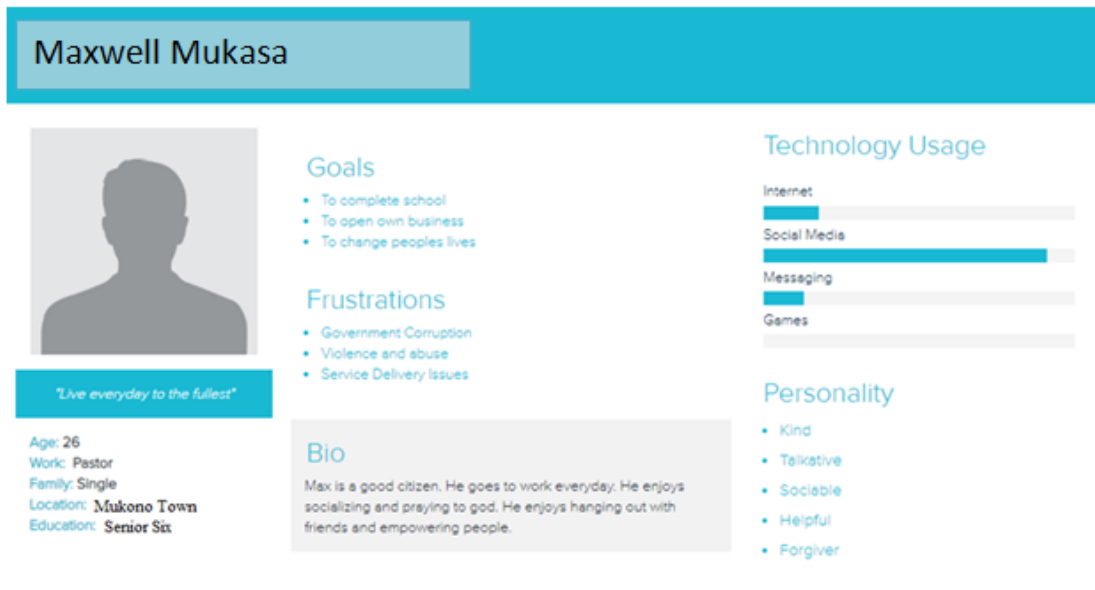 Maxwell Mukasa
"Live everyday to the fullest"
Age: 26
Work: Pastor
Family: Single
Location: Mukono Town
Education: Senior Six
Goals
• To complete school
• To open own business
• To change peoples lives
Frustrations
• Government Corruption
• Violence and abuse
• Service Delivery Issues
Bio
Max is a good citizen. He goes to work everyday. He enjoys
socializing and praying to god. He enjoys hanging out with
friends and empowering people.
Technology Usage
Internet
Social Media
Messaging
Games
Personality
• Kind
• Talkative
• Sociable
• Helpful
• Forgiver